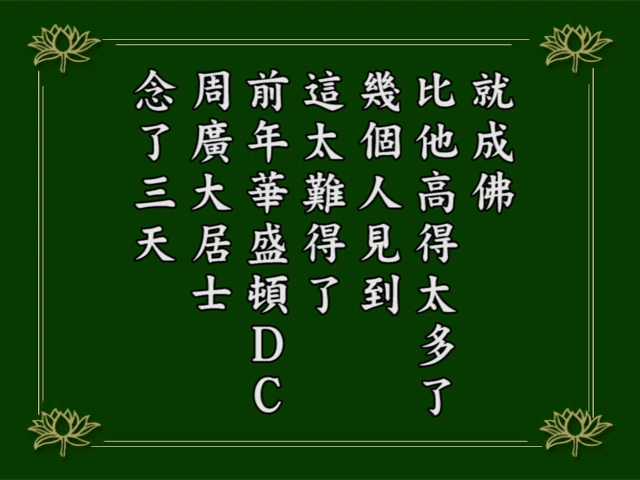 就成佛
比他高得太多了
幾個人見到
這太難得了
前年華盛頓DC
周廣大居士
念了三天